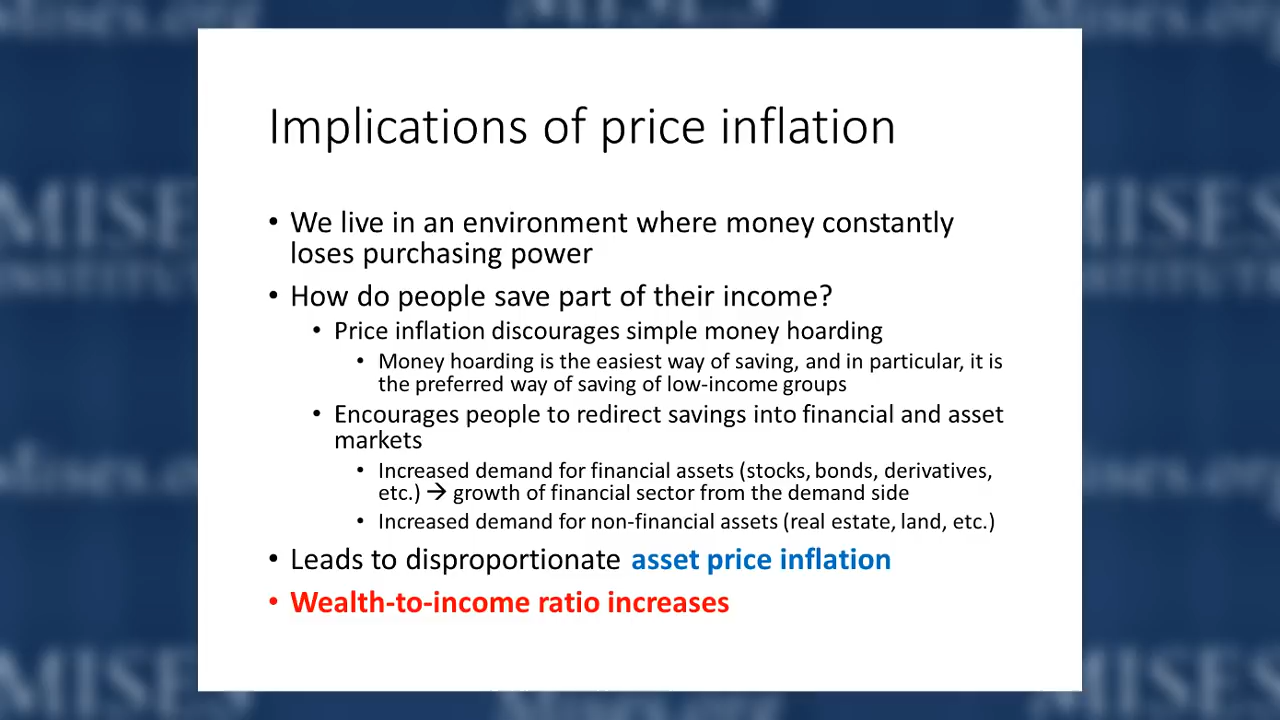 Implications of price inflation
• We live in an environment where money constantly
loses purchasing power
• How do people save part of their income?
• Price inflation discourages simple money hoarding
• Money hoarding is the easiest way of saving, and in particular, it is
the preferred way of saving of low-income groups
• Encourages people to redirect savings into financial and asset
markets
• Increased demand for financial assets (stocks, bonds, derivatives,
etc.) → growth of financial sector from the demand side
• Increased demand for non-financial assets (real estate, land, etc.)
• Leads to disproportionate asset price inflation
• Wealth-to-income ratio increases